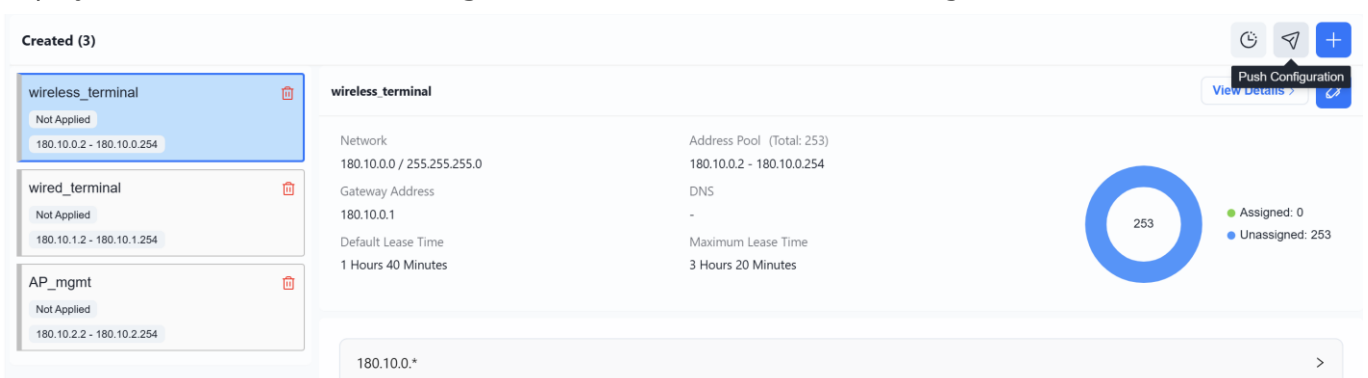 Created (3)
Push Configuration
wireless_terminal
Not Applied
180.10.0.2 - 180.10.0.254
wired_terminal
Not Applied
180.10.1.2 - 180.10.1.254
AP_mgmt
Not Applied
180.10.2.2 - 180.10.2.254
wireless_terminal
View Details >
Network
180.10.0.0 / 255.255.255.0
Address Pool (Total: 253)
180.10.0.2 - 180.10.0.254
Gateway Address
180.10.0.1
DNS
-
Default Lease Time
1 Hours 40 Minutes
Maximum Lease Time
3 Hours 20 Minutes
253
Assigned: 0
Unassigned: 253
180.10.0.*